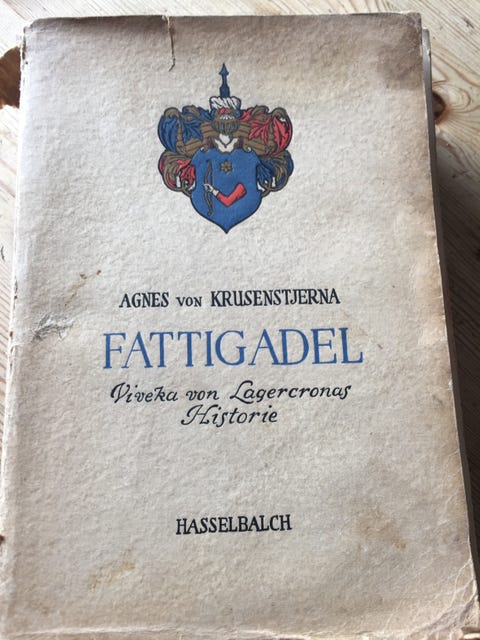 AGNES VON KRUSENSTJERNA
FATTIGADEL
Viveka von Lagercronas
Historie
HASSELBALCH